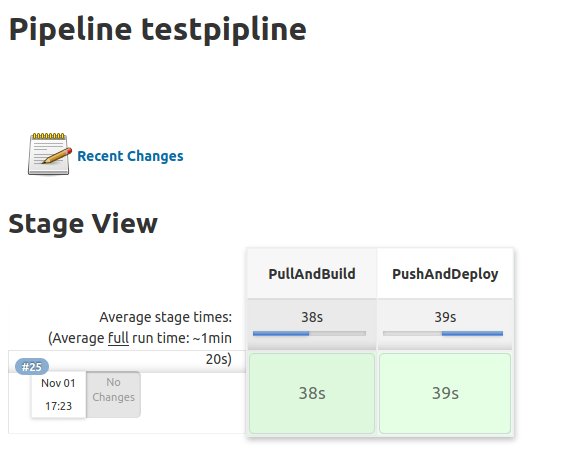 Pipeline testpipline
Recent Changes
Stage View
PullAndBuild PushAndDeploy
Average stage times: 38s 39s
(Average full run time: ~1min
20s)
#25
Nov 01 No
Changes
17:23
38s 39s